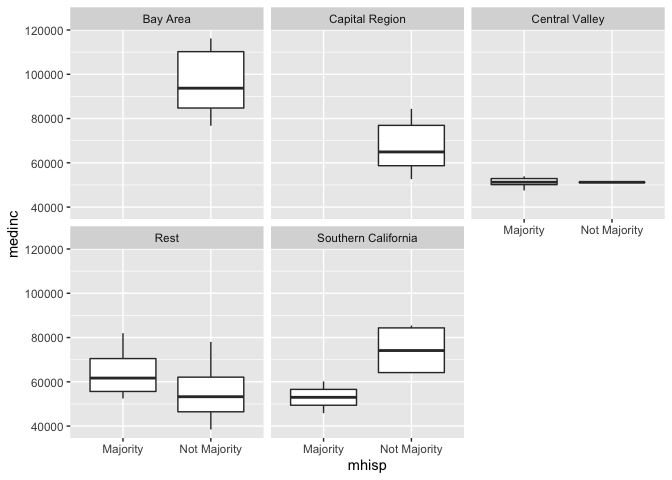 Bay Area
Capital Region
Central Valley
120000
100000
80000
60000
40000
Majority
Not Majority
medinc
Rest
Southern California
120000
100000
80000
60000
40000
Majority
Not Majority
Majority
Not Majority
mhisp